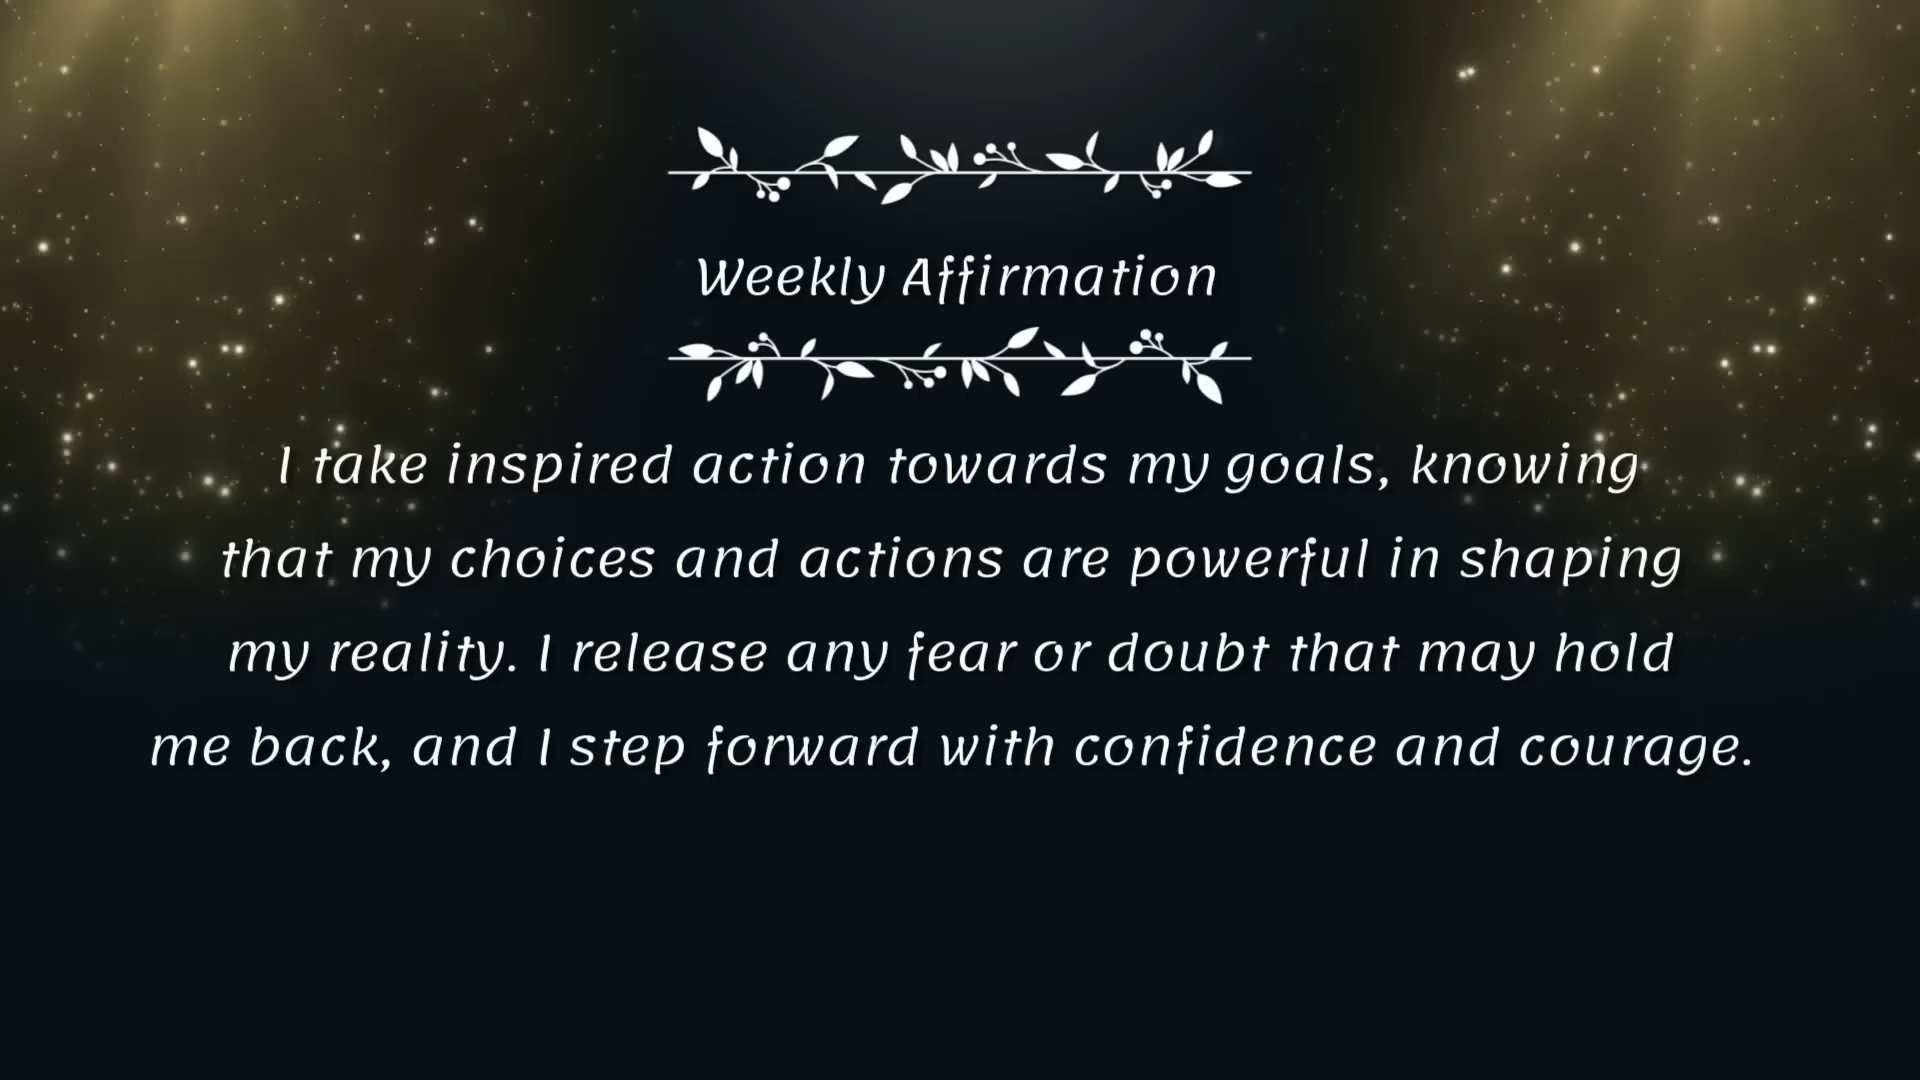 Weekly Affirmation
I take inspired action towards my goals, knowing
that my choices and actions are powerful in shaping
my reality. I release any fear or doubt that may hold
me back, and I step forward with confidence and courage.